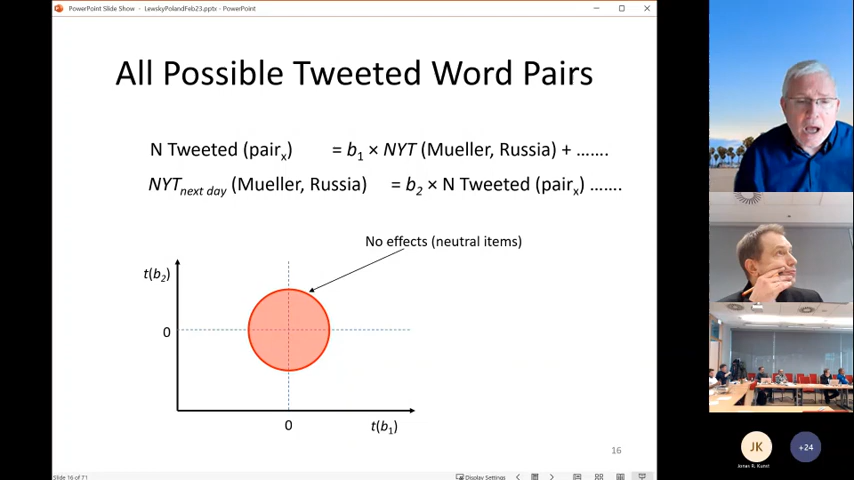 PowerPoint Slide Show - LewskyPolandFeb23.pptx - PowerPoint
All Possible Tweeted Word Pairs
N Tweeted (pairx) = b1 × NYT (Mueller, Russia) + .......
NYTnext day (Mueller, Russia) = b2 × N Tweeted (pairx) .......
No effects (neutral items)
t(b2)
0
0
t(b1)
16
JK
+24
Jonas R. Kunst
Slide 16 of 71
Display Settings